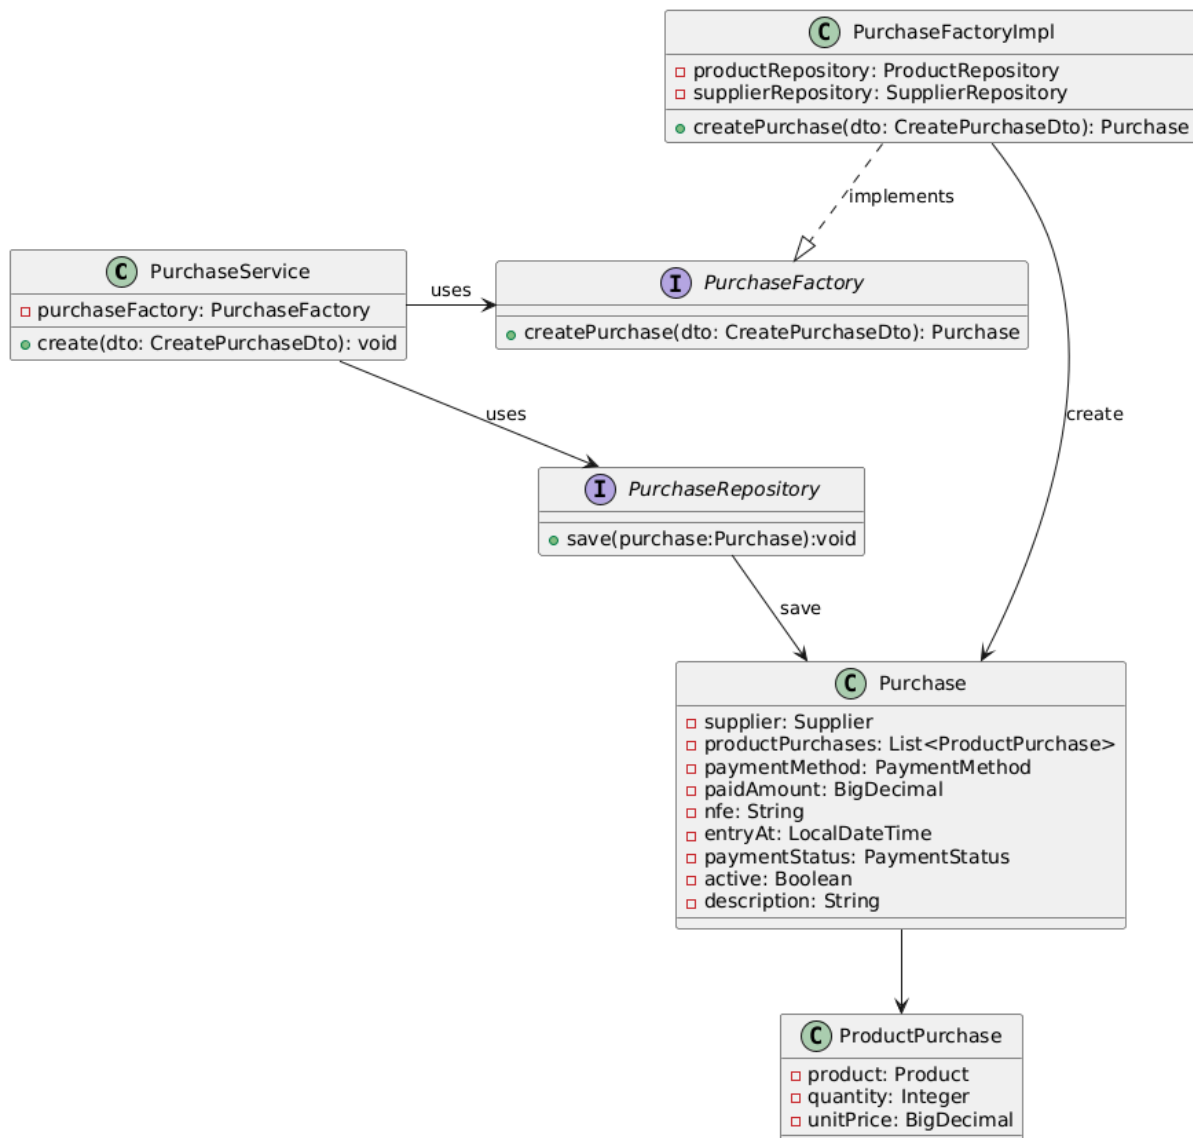 C PurchaseFactoryImpl
productRepository: ProductRepository
supplierRepository: SupplierRepository
createPurchase(dto: CreatePurchaseDto): Purchase
implements
C PurchaseService
purchaseFactory: PurchaseFactory
create(dto: CreatePurchaseDto): void
uses
I PurchaseFactory
createPurchase(dto: CreatePurchaseDto): Purchase
uses
create
I PurchaseRepository
save(purchase:Purchase):void
save
C Purchase
supplier: Supplier
productPurchases: List<ProductPurchase>
paymentMethod: PaymentMethod
paidAmount: BigDecimal
nfe: String
entryAt: LocalDateTime
paymentStatus: PaymentStatus
active: Boolean
description: String
C ProductPurchase
product: Product
quantity: Integer
unitPrice: BigDecimal